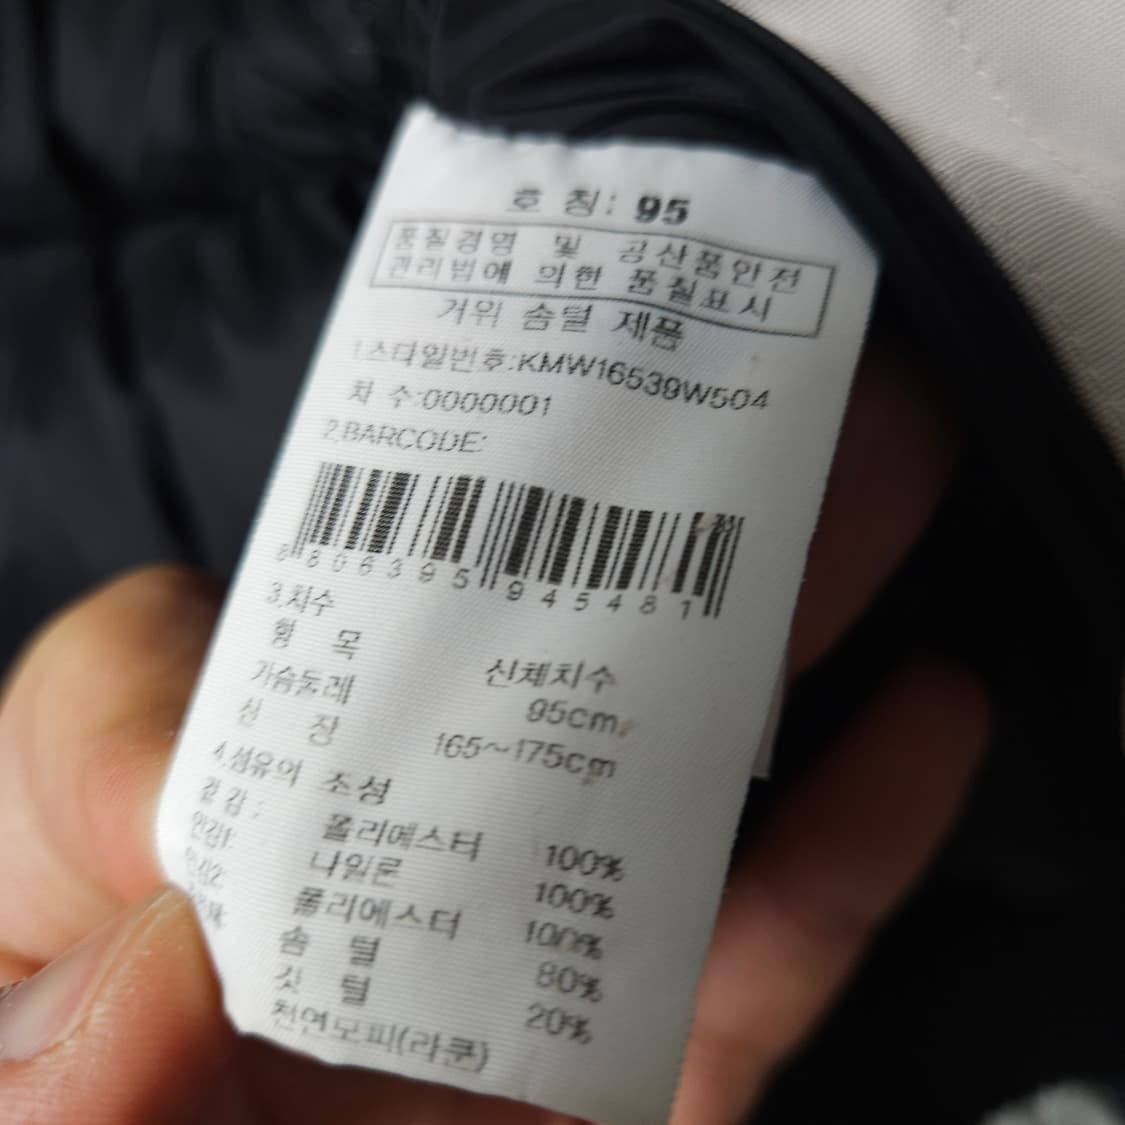 호 칭: 95
품질경영 및 공산품안전
관리법에 의한 품질표시
거위 솜털 제품
1.스타일번호:KMW16539W504
차 수:0000001
2.BARCODE:
8 806395 945481
3.치수
항 목 신체치수
가슴둘레 95cm
신 장 165~175cm
4.섬유의 조성
겉감: 폴리에스터 100%
안감1: 나일론 100%
안감2: 폴리에스터 100%
솜 털 80%
깃 털 20%
천연모피(라쿤)